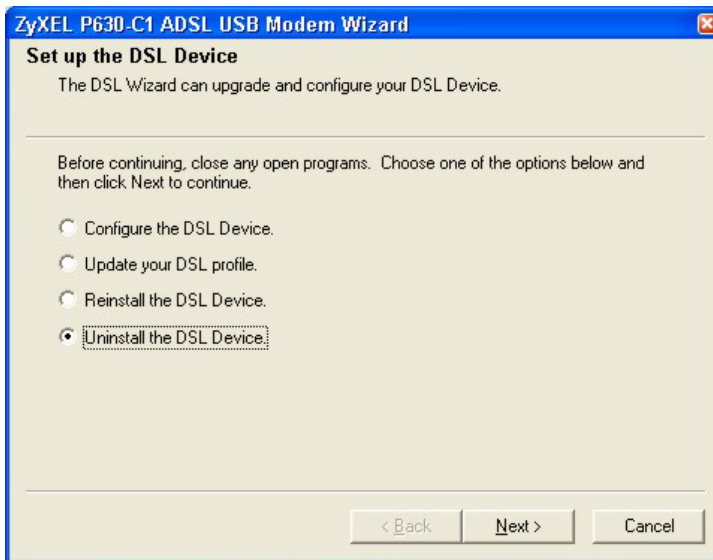 ZyXEL P630-C1 ADSL USB Modem Wizard
Set up the DSL Device
The DSL Wizard can upgrade and configure your DSL Device.
Before continuing, close any open programs.  Choose one of the options below and
then click Next to continue.
Configure the DSL Device.
Update your DSL profile.
Reinstall the DSL Device.
Uninstall the DSL Device.
< Back Next > Cancel